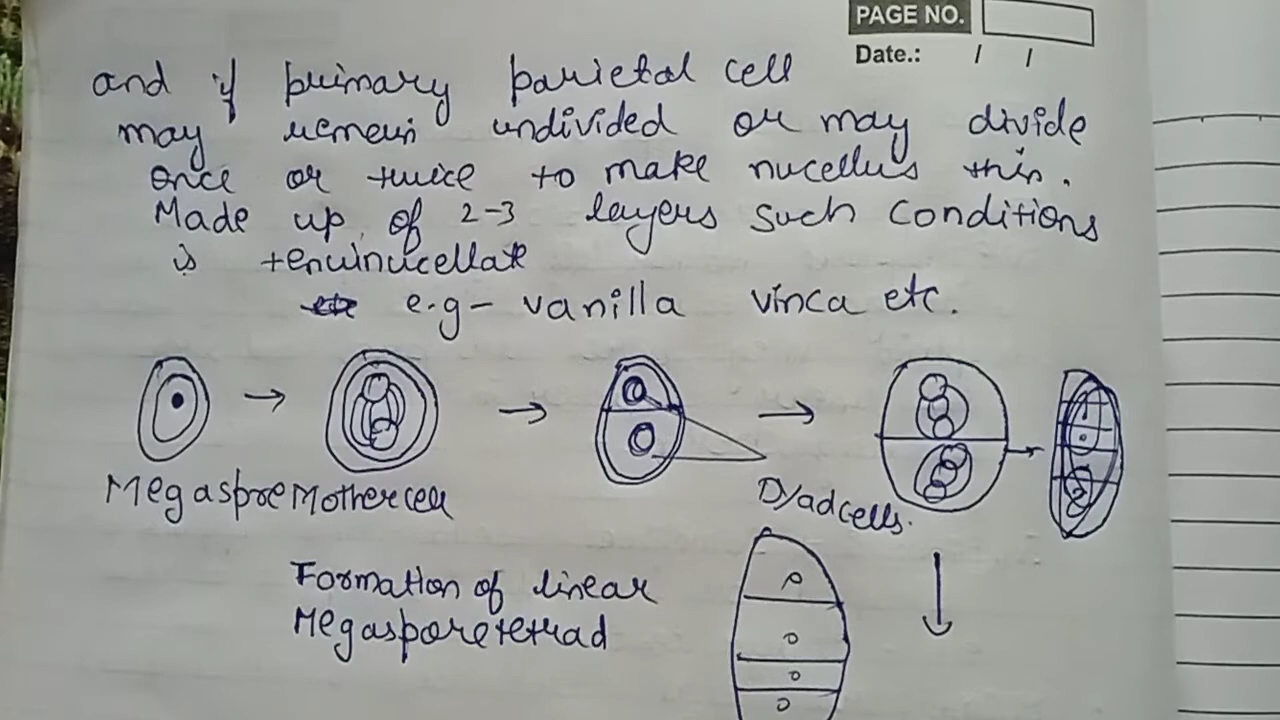 PAGE NO.
Date.: / /
and if primary parietal cell
may remein undivided or may divide
once or twice to make nucellus thin.
Made up of 2-3 layers such conditions
is tenuinucellate
e.g- vanilla vinca etc.
Megaspore Mother cell
Dyad cells.
Formation of linear
Megaspore tetrad